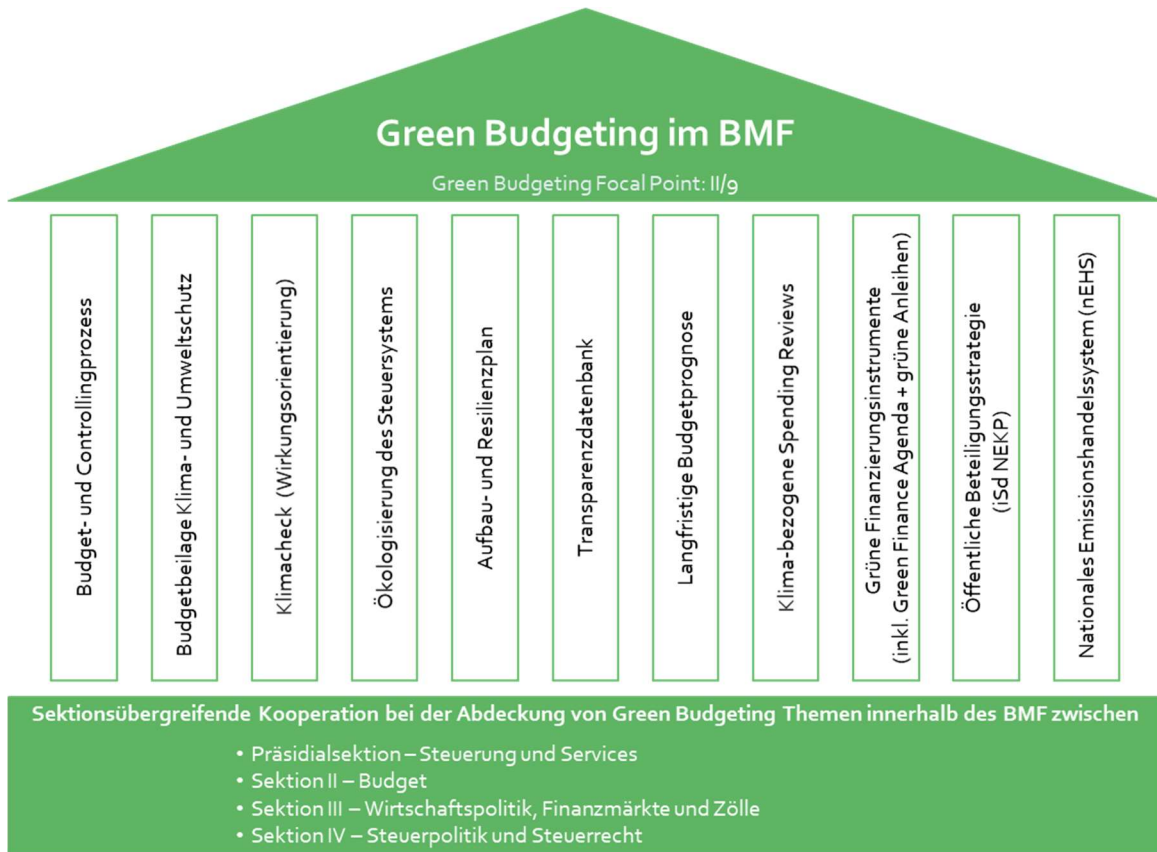 Green Budgeting im BMF
Green Budgeting Focal Point: II/9
Budget- und Controllingprozess
Budgetbeilage Klima- und Umweltschutz
Klimacheck (Wirkungsorientierung)
Ökologisierung des Steuersystems
Aufbau- und Resilienzplan
Transparenzdatenbank
Langfristige Budgetprognose
Klima-bezogene Spending Reviews
Grüne Finanzierungsinstrumente
(inkl. Green Finance Agenda + grüne Anleihen)
Öffentliche Beteiligungsstrategie
(iSd NEKP)
Nationales Emissionshandelssystem (nEHS)
Sektionsübergreifende Kooperation bei der Abdeckung von Green Budgeting Themen innerhalb des BMF zwischen
• Präsidialsektion – Steuerung und Services
• Sektion II – Budget
• Sektion III – Wirtschaftspolitik, Finanzmärkte und Zölle
• Sektion IV – Steuerpolitik und Steuerrecht